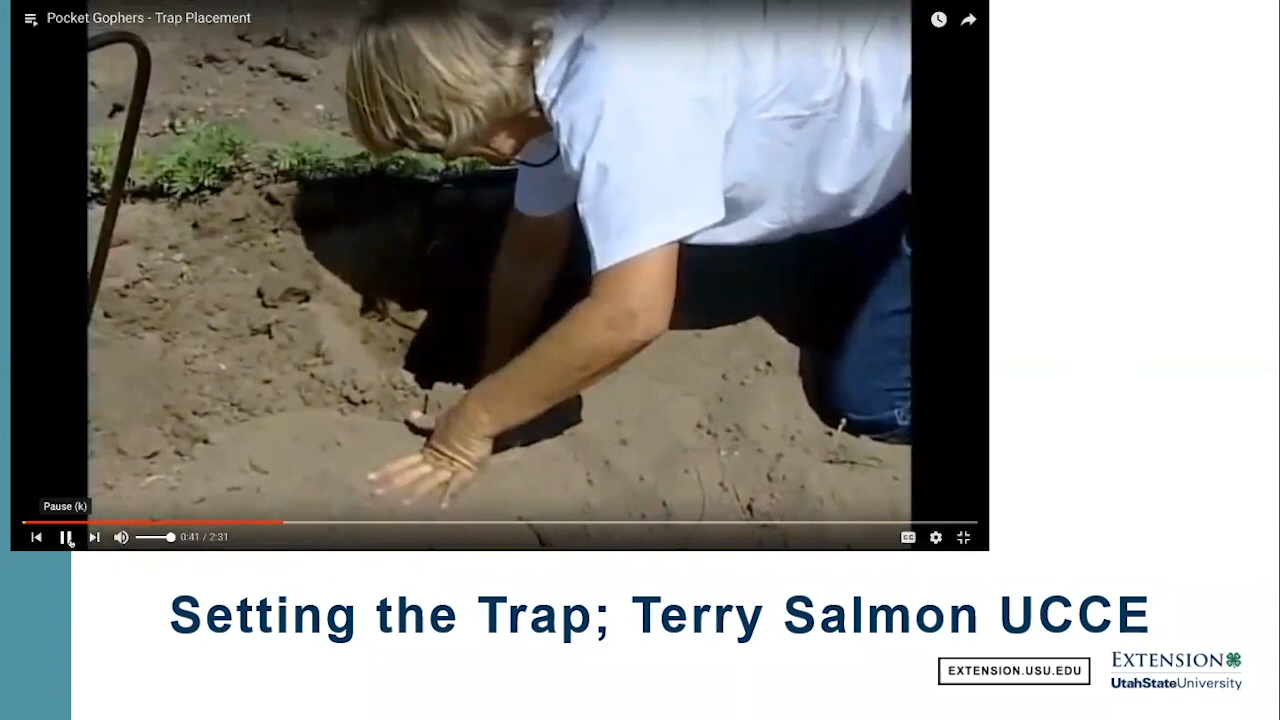 Pocket Gophers - Trap Placement
Pause (k)
0:41 / 2:31
CC
Setting the Trap; Terry Salmon UCCE
EXTENSION.USU.EDU
EXTENSION
UtahStateUniversity